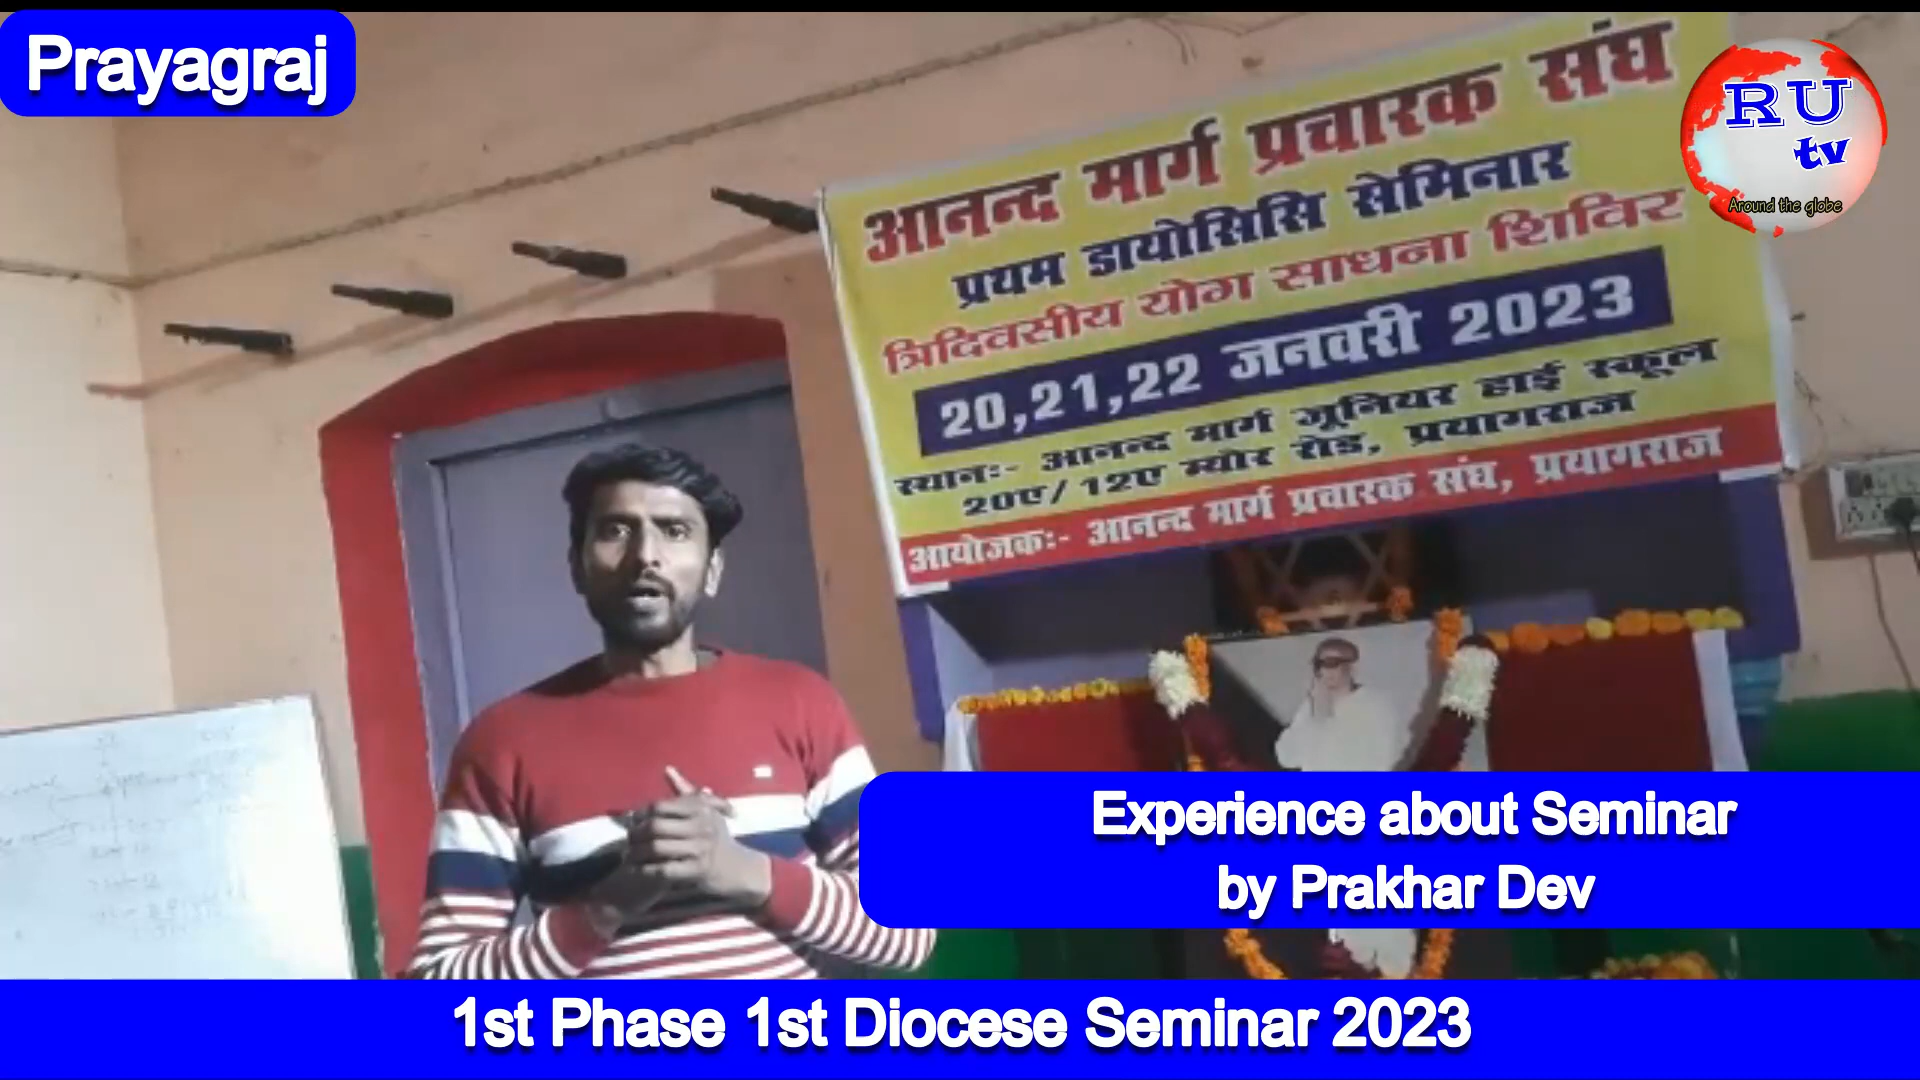 Prayagraj
RU
tv
Around the globe
आनन्द मार्ग प्रचारक संघ
प्रथम डायोसिसि सेमिनार
त्रिदिवसीय योग साधना शिविर
20,21,22 जनवरी 2023
स्थानः- आनन्द मार्ग जूनियर हाई स्कूल
20ए/12ए म्योर रोड, प्रयागराज
आयोजकः- आनन्द मार्ग प्रचारक संघ, प्रयागराज
Experience about Seminar
by Prakhar Dev
1st Phase 1st Diocese Seminar 2023